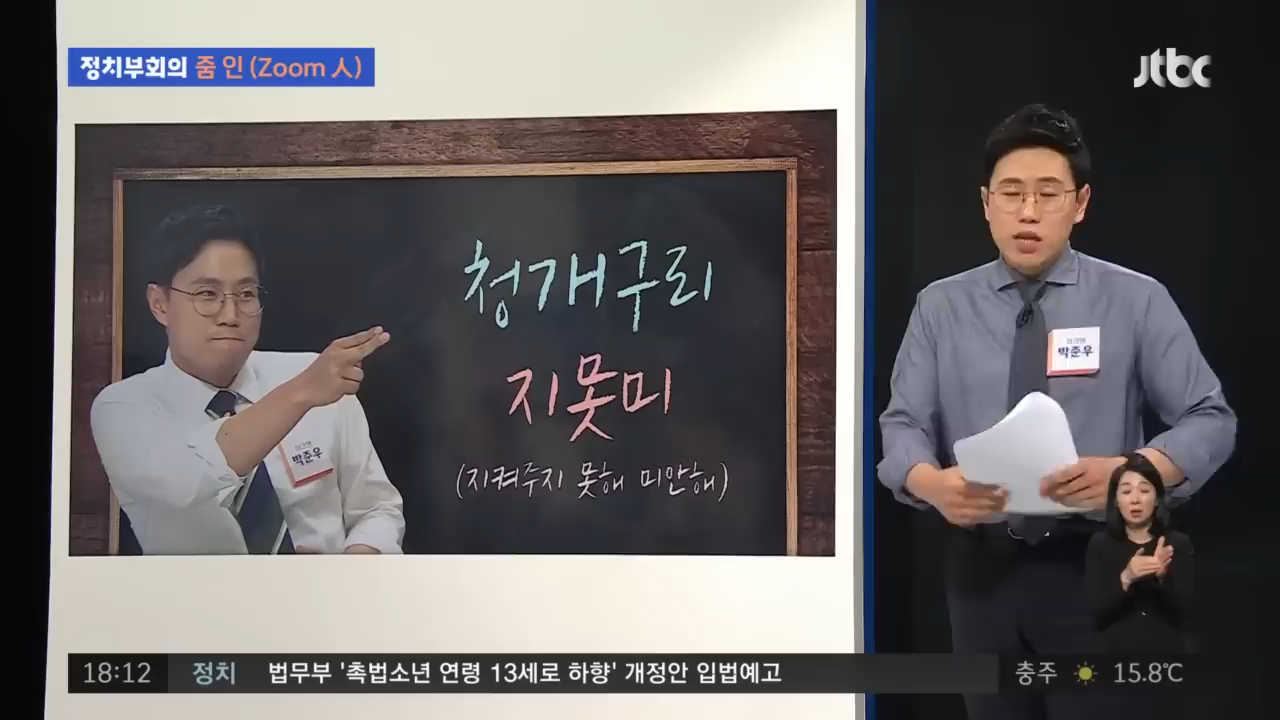 정치부회의 줌 인 (Zoom 人)
jtbc
청개구리
지못미
(지켜주지 못해 미안해)
박준우
박준우
18:12 정치 법무부 '촉법소년 연령 13세로 하향' 개정안 입법예고
충주 15.8℃